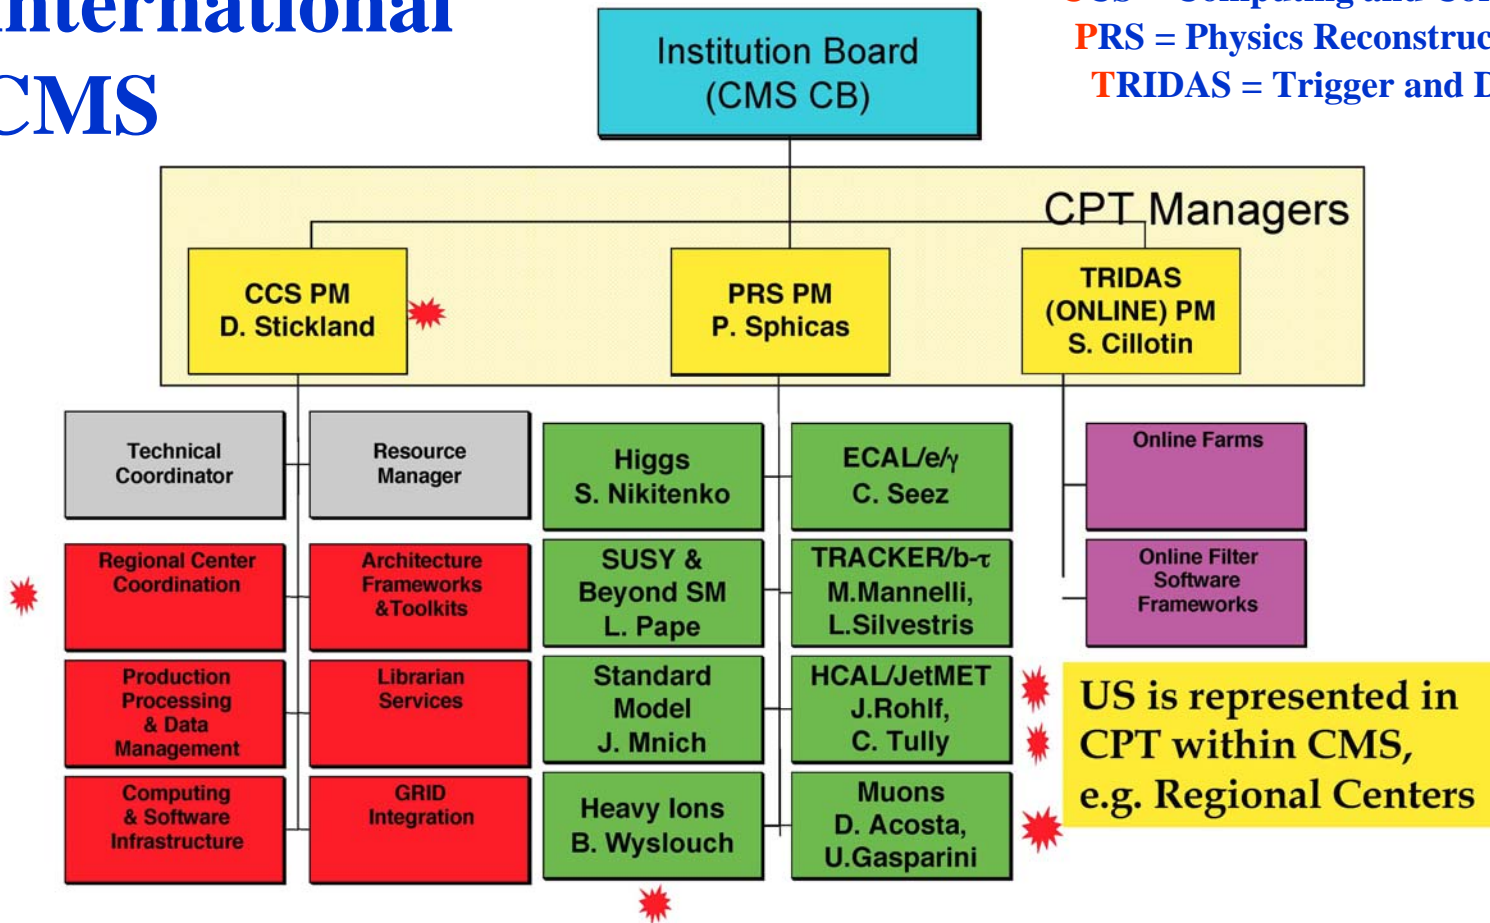 International
CMS
CCS = Computing and
PRS = Physics
TRIDAS = Trigger and
Institution Board
(CMS CB)
CPT Managers
CCS PM
D. Stickland
PRS PM
P. Sphicas
TRIDAS
(ONLINE) PM
S. Cillotin
Technical
Coordinator
Resource
Manager
Regional Center
Coordination
Architecture
Frameworks
&Toolkits
Production
Processing
& Data
Management
Librarian
Services
Computing
& Software
Infrastructure
GRID
Integration
Higgs
S. Nikitenko
ECAL/e/γ
C. Seez
SUSY &
Beyond SM
L. Pape
TRACKER/b-τ
M.Mannelli,
L.Silvestris
Standard
Model
J. Mnich
HCAL/JetMET
J.Rohlf,
C. Tully
Heavy Ions
B. Wyslouch
Muons
D. Acosta,
U.Gasparini
Online Farms
Online Filter
Software
Frameworks
US is represented in
CPT within CMS,
e.g. Regional Centers